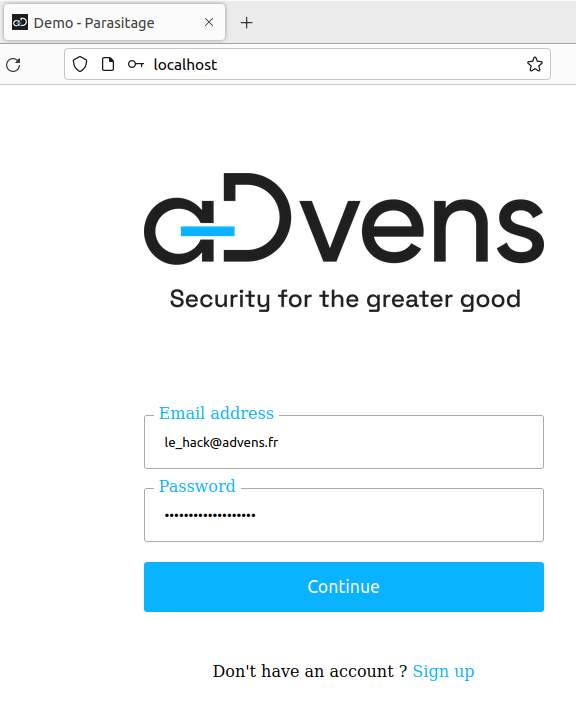 Demo - Parasitage
localhost
aDvens
Security for the greater good
Email address
le_hack@advens.fr
Password
•••••••••••••••••••
Continue
Don't have an account ? Sign up